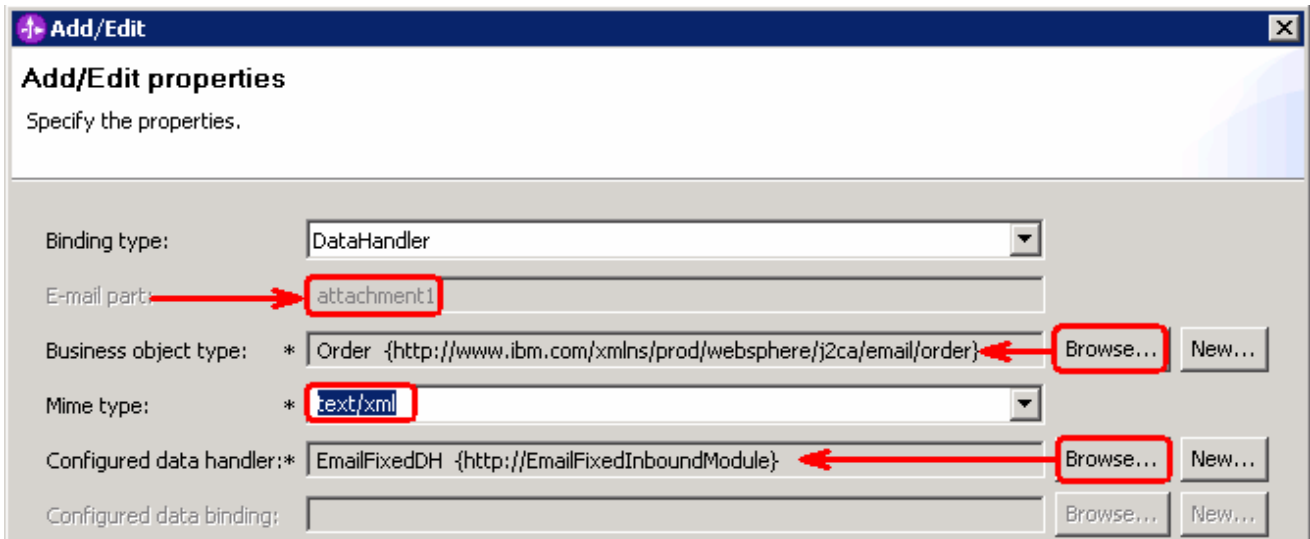 Add/Edit
Add/Edit properties
Specify the properties.
Binding type: DataHandler
E-mail part: attachment1
Business object type: * Order {http://www.ibm.com/xmlns/prod/websphere/j2ca/email/order} Browse... New...
Mime type: * text/xml
Configured data handler:* EmailFixedDH {http://EmailFixedInboundModule} Browse... New...
Configured data binding: Browse... New...